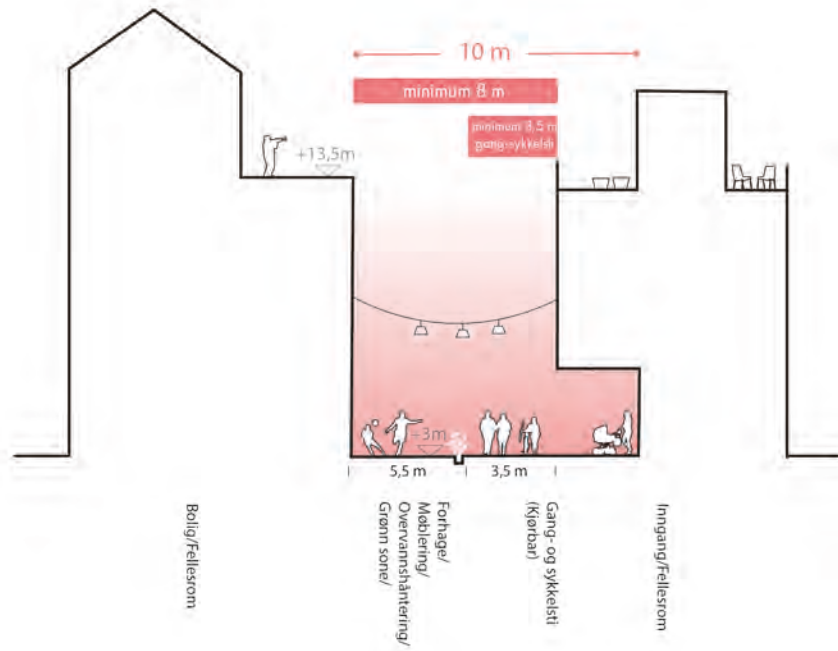 10 m
minimum 8 m
minimum 3,5 m
gang-sykkelsti
+13,5m
+3m
5,5 m
3,5 m
Bolig/Fellesrom
Forhage/
Møblering/
Overvannshåntering/
Grønn sone/
Gang- og sykkelsti
(Kjørbar)
Inngang/Fellesrom